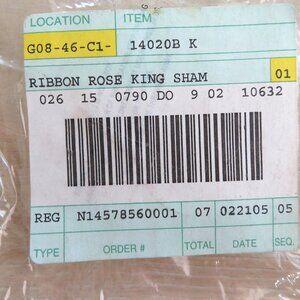 LOCATION ITEM
G08-46-C1- 14020B K
RIBBON ROSE KING SHAM 01
026 15 0790 DO 9 02 10632
REG N14578560001 07 022105 05
TYPE ORDER # TOTAL DATE SEQ.